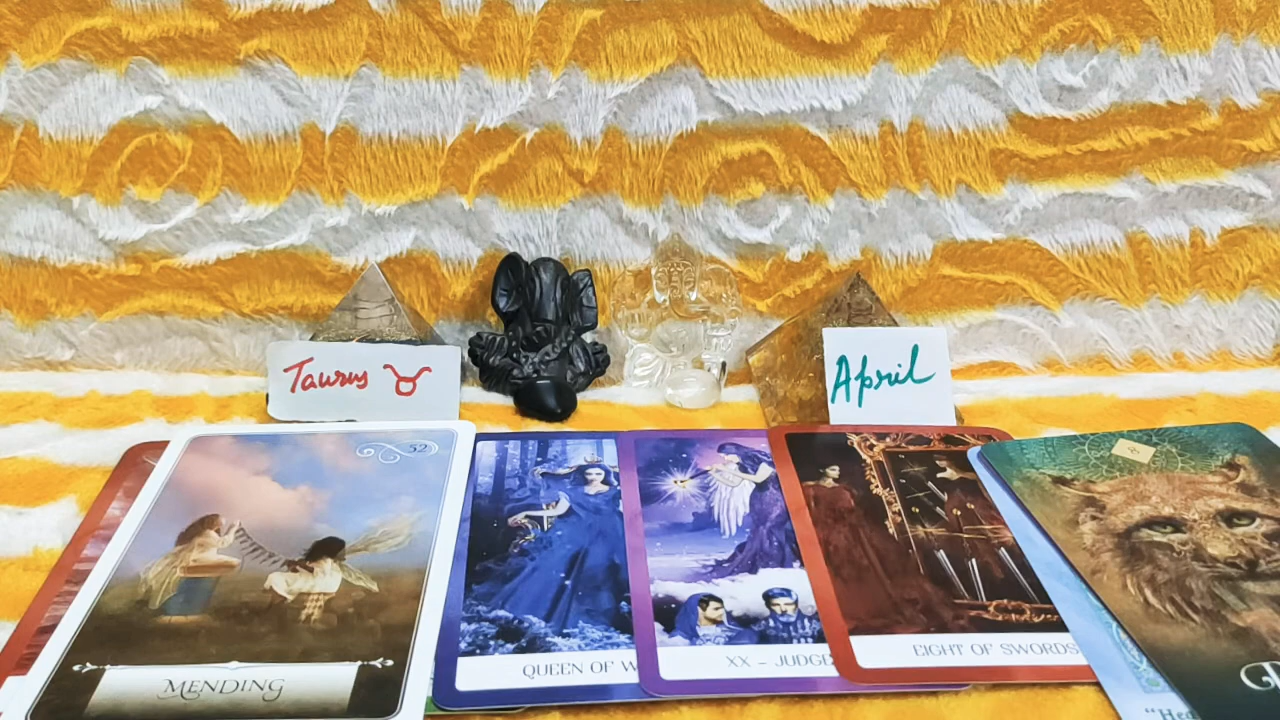 Taurus ♉
April
52
MENDING
QUEEN OF W
XX – JUDGE
EIGHT OF SWORDS